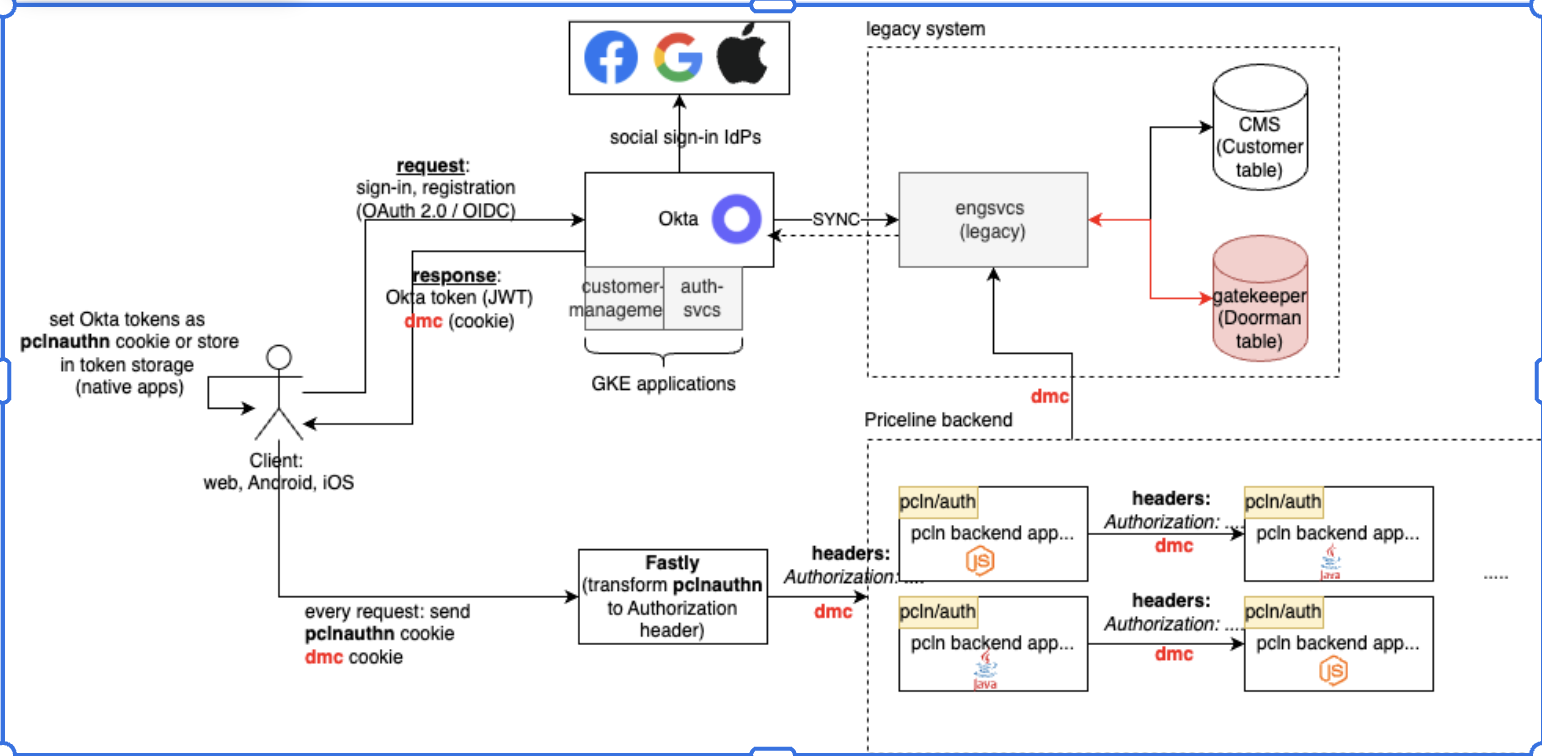 legacy system
social sign-in IdPs
request:
sign-in, registration
(OAuth 2.0 / OIDC)
Okta
SYNC
engsvcs
(legacy)
CMS
(Customer
table)
response:
Okta token (JWT)
dmc (cookie)
customer-
manageme
auth-
svcs
GKE applications
gatekeeper
(Doorman
table)
set Okta tokens as
pclnauthn cookie or store
in token storage
(native apps)
Client:
web, Android, iOS
dmc
Priceline backend
every request: send
pclnauthn cookie
dmc cookie
Fastly
(transform pclnauthn
to Authorization
header)
headers:
Authorization: ....
dmc
pcln/auth
pcln backend app...
JS
headers:
Authorization: ....
dmc
pcln/auth
pcln backend app...
Java
.....
pcln/auth
pcln backend app...
Java
headers:
Authorization: ....
dmc
pcln/auth
pcln backend app...
JS